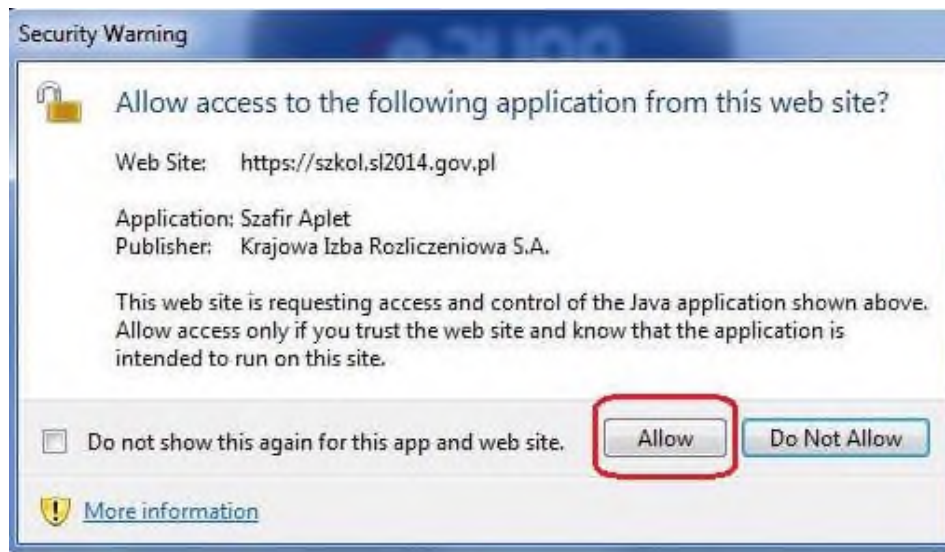 Security Warning
Allow access to the following application from this web site?
Web Site: https://szkol.sl2014.gov.pl
Application: Szafir Aplet
Publisher: Krajowa Izba Rozliczeniowa S.A.
This web site is requesting access and control of the Java application shown above.
Allow access only if you trust the web site and know that the application is
intended to run on this site.
Do not show this again for this app and web site.
Allow
Do Not Allow
More information